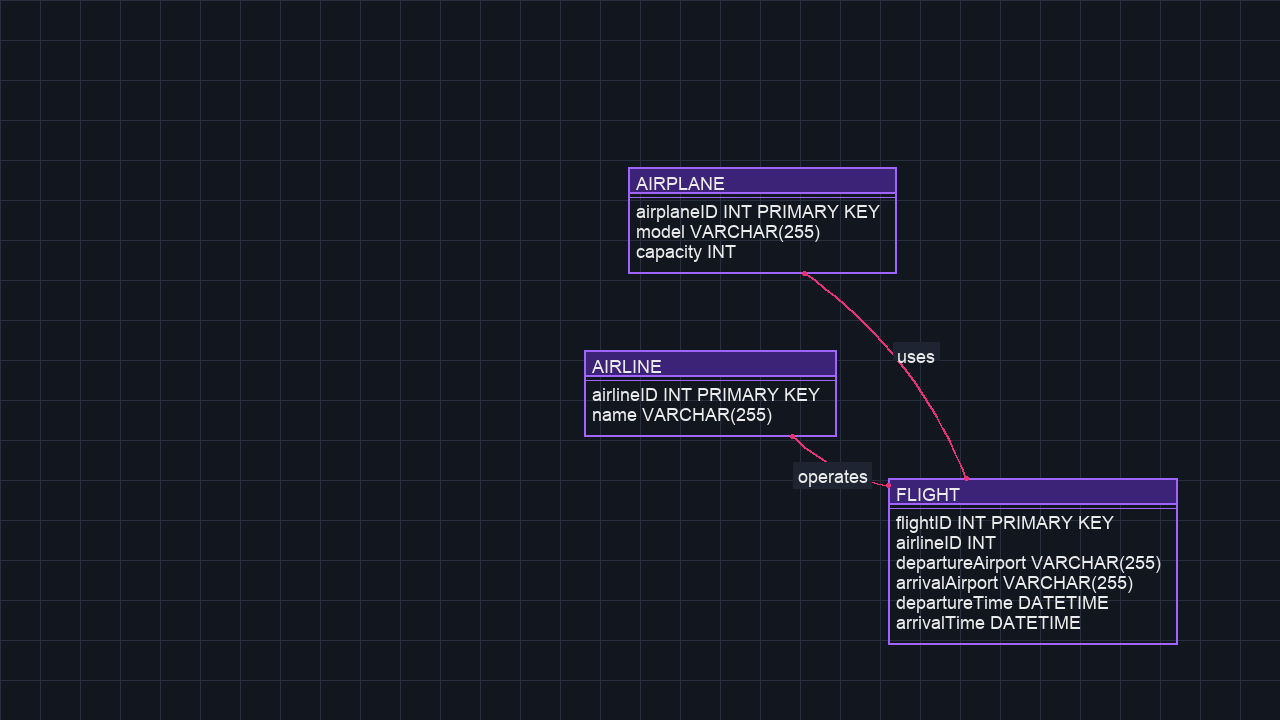 AIRPLANE
airplaneID INT PRIMARY KEY
model VARCHAR(255)
capacity INT
uses
AIRLINE
airlineID INT PRIMARY KEY
name VARCHAR(255)
operates
FLIGHT
flightID INT PRIMARY KEY
airlineID INT
departureAirport VARCHAR(255)
arrivalAirport VARCHAR(255)
departureTime DATETIME
arrivalTime DATETIME